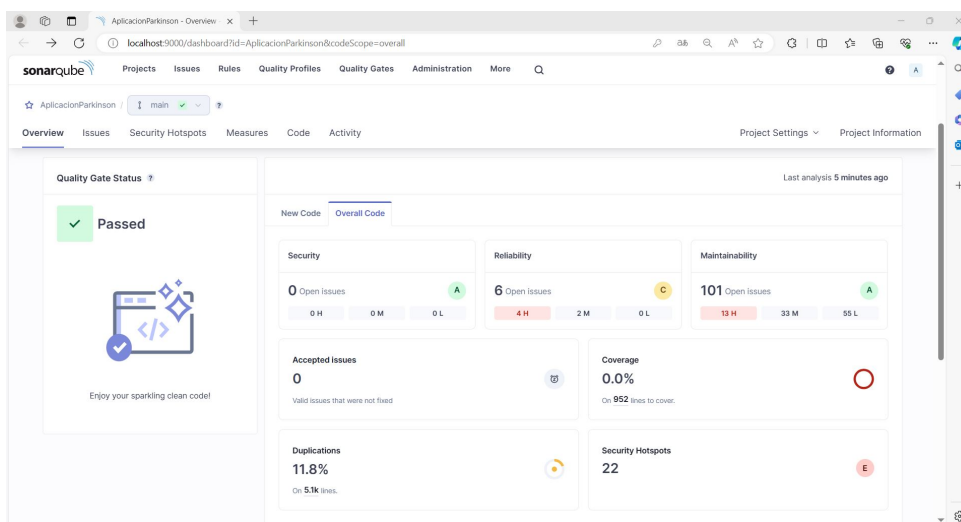 AplicacionParkinson - Overview
localhost:9000/dashboard?id=AplicacionParkinson&codeScope=overall
sonarqube Projects Issues Rules Quality Profiles Quality Gates Administration More A
AplicacionParkinson / main
Overview Issues Security Hotspots Measures Code Activity Project Settings Project Information
Quality Gate Status
Last analysis 5 minutes ago
Passed
Enjoy your sparkling clean code!
New Code Overall Code
Security
0 Open issues A
0 H 0 M 0 L
Reliability
6 Open issues C
4 H 2 M 0 L
Maintainability
101 Open issues A
13 H 33 M 55 L
Accepted issues
0
Valid issues that were not fixed
Coverage
0.0%
On 952 lines to cover.
Duplications
11.8%
On 5.1k lines.
Security Hotspots
22 E